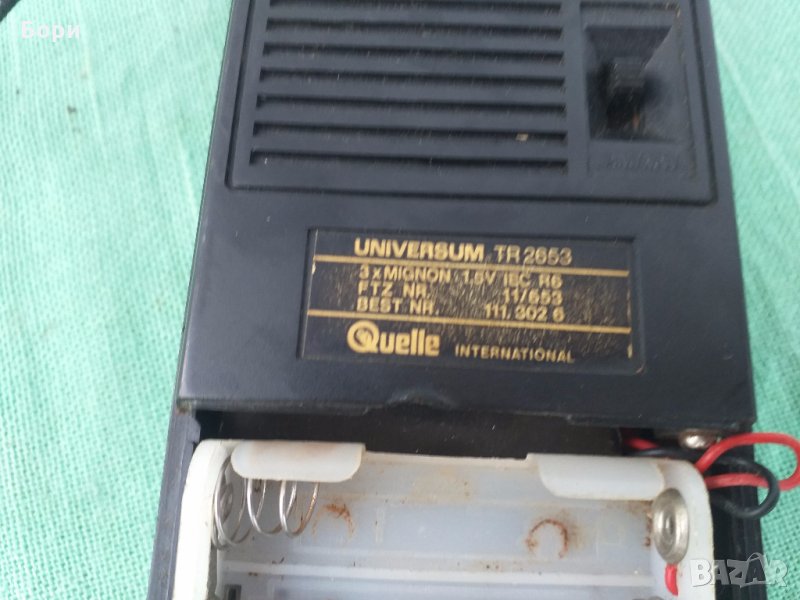 Бори
UNIVERSUM TR 2653
3 x MIGNON 1.5V IEC R6
FTZ NR. 11/653
BEST NR. 111.302 6
Quelle INTERNATIONAL
BAZAR